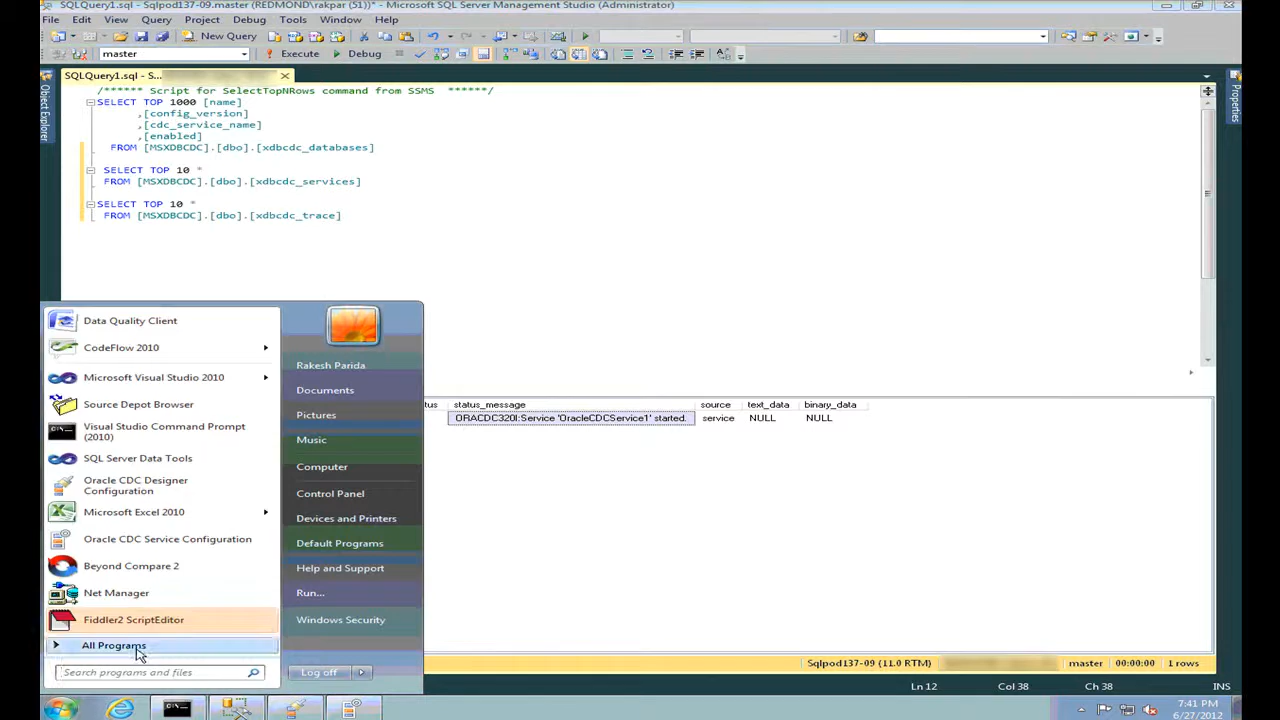 SQLQuery1.sql - Sqlpod137-09.master (REDMOND\rakpar (51))* - Microsoft SQL Server Management Studio (Administrator)
File Edit View Query Project Debug Tools Window Help
New Query
master Execute Debug
SQLQuery1.sql - S...
Object Explorer
Properties
/****** Script for SelectTopNRows command from SSMS ******/
SELECT TOP 1000 [name]
,[config_version]
,[cdc_service_name]
,[enabled]
FROM [MSXDBCDC].[dbo].[xdbcdc_databases]
SELECT TOP 10 *
FROM [MSXDBCDC].[dbo].[xdbcdc_services]
SELECT TOP 10 *
FROM [MSXDBCDC].[dbo].[xdbcdc_trace]
tus status_message source text_data binary_data
ORACDC320I:Service 'OracleCDCService1' started. service NULL NULL
Data Quality Client
CodeFlow 2010
Microsoft Visual Studio 2010
Source Depot Browser
Visual Studio Command Prompt
(2010)
SQL Server Data Tools
Oracle CDC Designer
Configuration
Microsoft Excel 2010
Oracle CDC Service Configuration
Beyond Compare 2
Net Manager
Fiddler2 ScriptEditor
All Programs
Search programs and files
Rakesh Parida
Documents
Pictures
Music
Computer
Control Panel
Devices and Printers
Default Programs
Help and Support
Run...
Windows Security
Log off
Sqlpod137-09 (11.0 RTM) master 00:00:00 1 rows
Ln 12 Col 38 Ch 38 INS
7:41 PM
6/27/2012